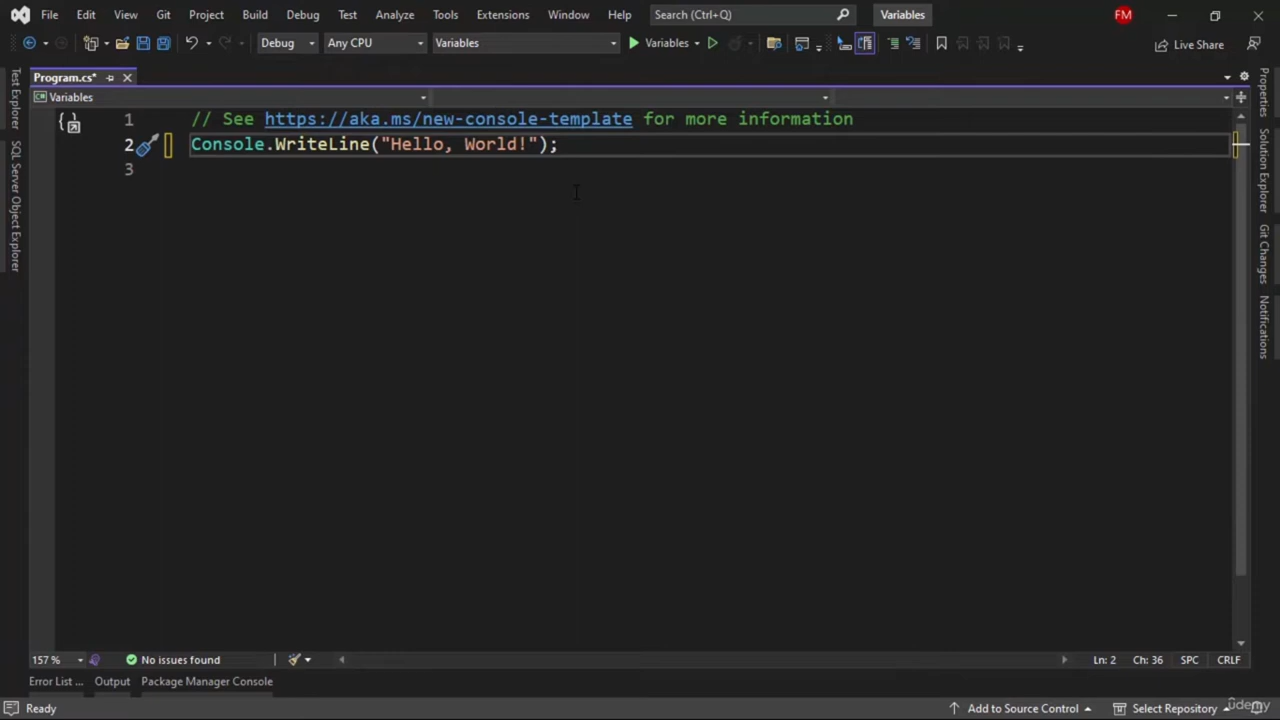 File Edit View Git Project Build Debug Test Analyze Tools Extensions Window Help Search (Ctrl+Q) Variables FM
Debug Any CPU Variables Variables Live Share
Program.cs*
Variables
1 // See https://aka.ms/new-console-template for more information
2 Console.WriteLine("Hello, World!");
3
Test Explorer
SQL Server Object Explorer
Properties
Solution Explorer
Git Changes
Notifications
157 % No issues found Ln: 2 Ch: 36 SPC CRLF
Error List ... Output Package Manager Console
Ready Add to Source Control Select Repository
ûdemy